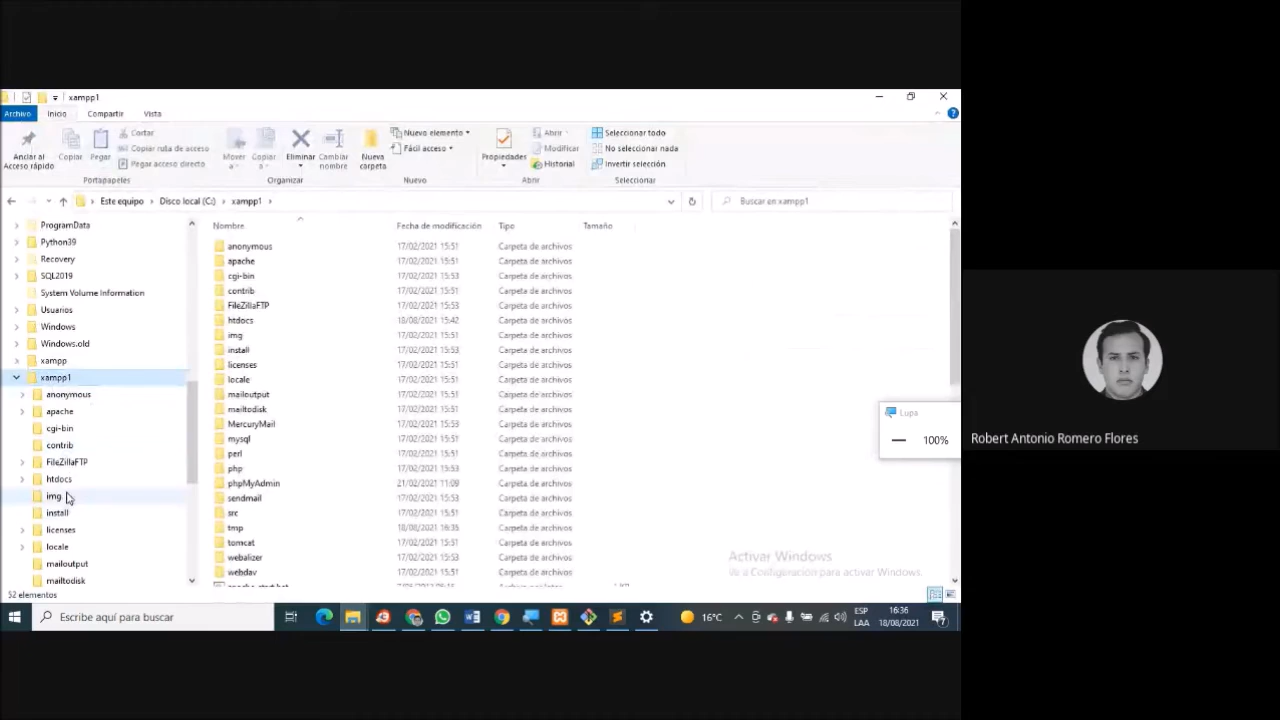 xampp1
Archivo Inicio Compartir Vista
Anclar al Acceso rápido
Copiar
Pegar
Cortar
Copiar ruta de acceso
Pegar acceso directo
Portapapeles
Mover a
Copiar a
Eliminar
Cambiar nombre
Organizar
Nueva carpeta
Nuevo elemento
Fácil acceso
Nuevo
Propiedades
Abrir
Modificar
Historial
Abrir
Seleccionar todo
No seleccionar nada
Invertir selección
Seleccionar
Este equipo > Disco local (C:) > xampp1 >
Buscar en xampp1
ProgramData
Python39
Recovery
SQL2019
System Volume Information
Usuarios
Windows
Windows.old
xampp
xampp1
anonymous
apache
cgi-bin
contrib
FileZillaFTP
htdocs
img
install
licenses
locale
mailoutput
mailtodisk
Nombre Fecha de modificación Tipo Tamaño
anonymous 17/02/2021 15:51 Carpeta de archivos
apache 17/02/2021 15:51 Carpeta de archivos
cgi-bin 17/02/2021 15:53 Carpeta de archivos
contrib 17/02/2021 15:51 Carpeta de archivos
FileZillaFTP 17/02/2021 15:53 Carpeta de archivos
htdocs 18/08/2021 15:42 Carpeta de archivos
img 17/02/2021 15:51 Carpeta de archivos
install 17/02/2021 15:53 Carpeta de archivos
licenses 17/02/2021 15:51 Carpeta de archivos
locale 17/02/2021 15:51 Carpeta de archivos
mailoutput 17/02/2021 15:51 Carpeta de archivos
mailtodisk 17/02/2021 15:51 Carpeta de archivos
MercuryMail 17/02/2021 15:53 Carpeta de archivos
mysql 17/02/2021 15:51 Carpeta de archivos
perl 17/02/2021 15:51 Carpeta de archivos
php 17/02/2021 15:53 Carpeta de archivos
phpMyAdmin 21/02/2021 11:09 Carpeta de archivos
sendmail 17/02/2021 15:53 Carpeta de archivos
src 17/02/2021 15:51 Carpeta de archivos
tmp 18/08/2021 16:35 Carpeta de archivos
tomcat 17/02/2021 15:51 Carpeta de archivos
webalizer 17/02/2021 15:53 Carpeta de archivos
webdav 17/02/2021 15:51 Carpeta de archivos
Lupa
100%
Activar Windows
Ve a Configuración para activar Windows.
52 elementos
Escribe aquí para buscar
16°C
ESP
LAA
16:36
18/08/2021
Robert Antonio Romero Flores